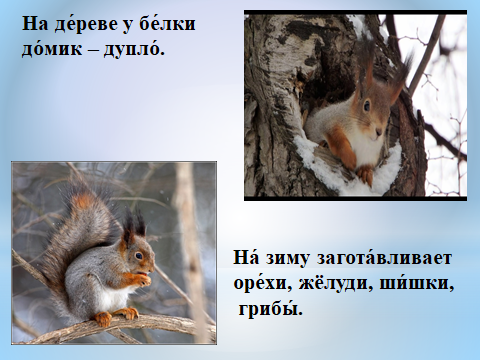 На де́реве у бе́лки
до́мик – дупло́.
На́ зиму загота́вливает
оре́хи, жёлуди, ши́шки,
грибы́.